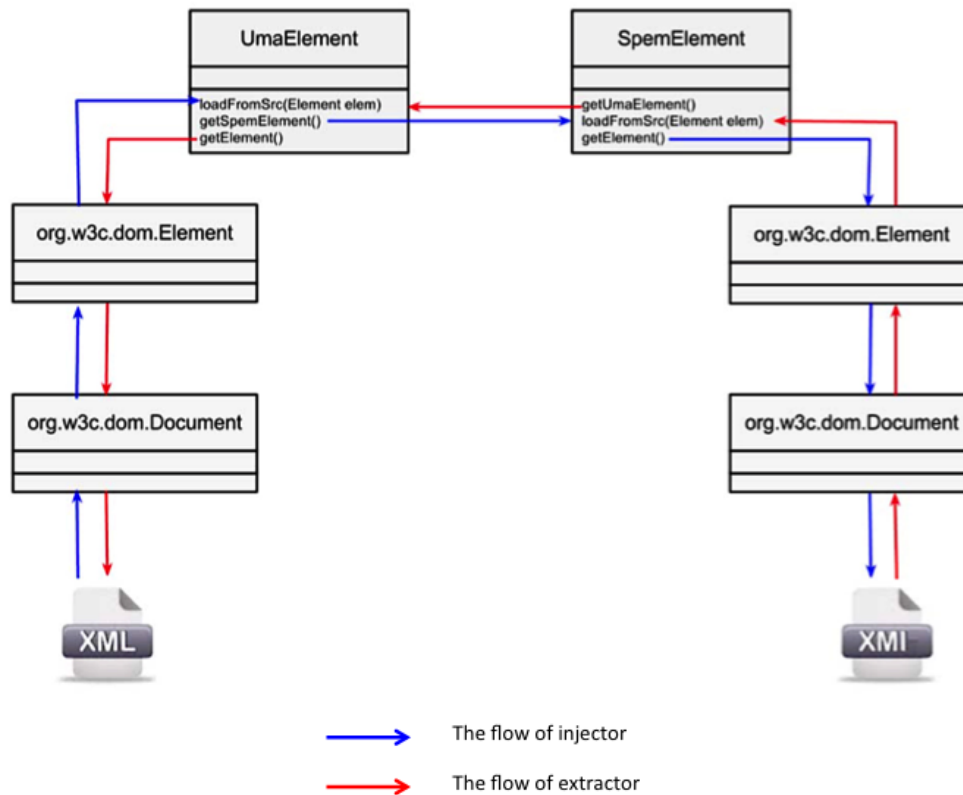 UmaElement
loadFromSrc(Element elem)
getSpemElement()
getElement()
SpemElement
getUmaElement()
loadFromSrc(Element elem)
getElement()
org.w3c.dom.Element
org.w3c.dom.Element
org.w3c.dom.Document
org.w3c.dom.Document
XML
XMI
The flow of injector
The flow of extractor